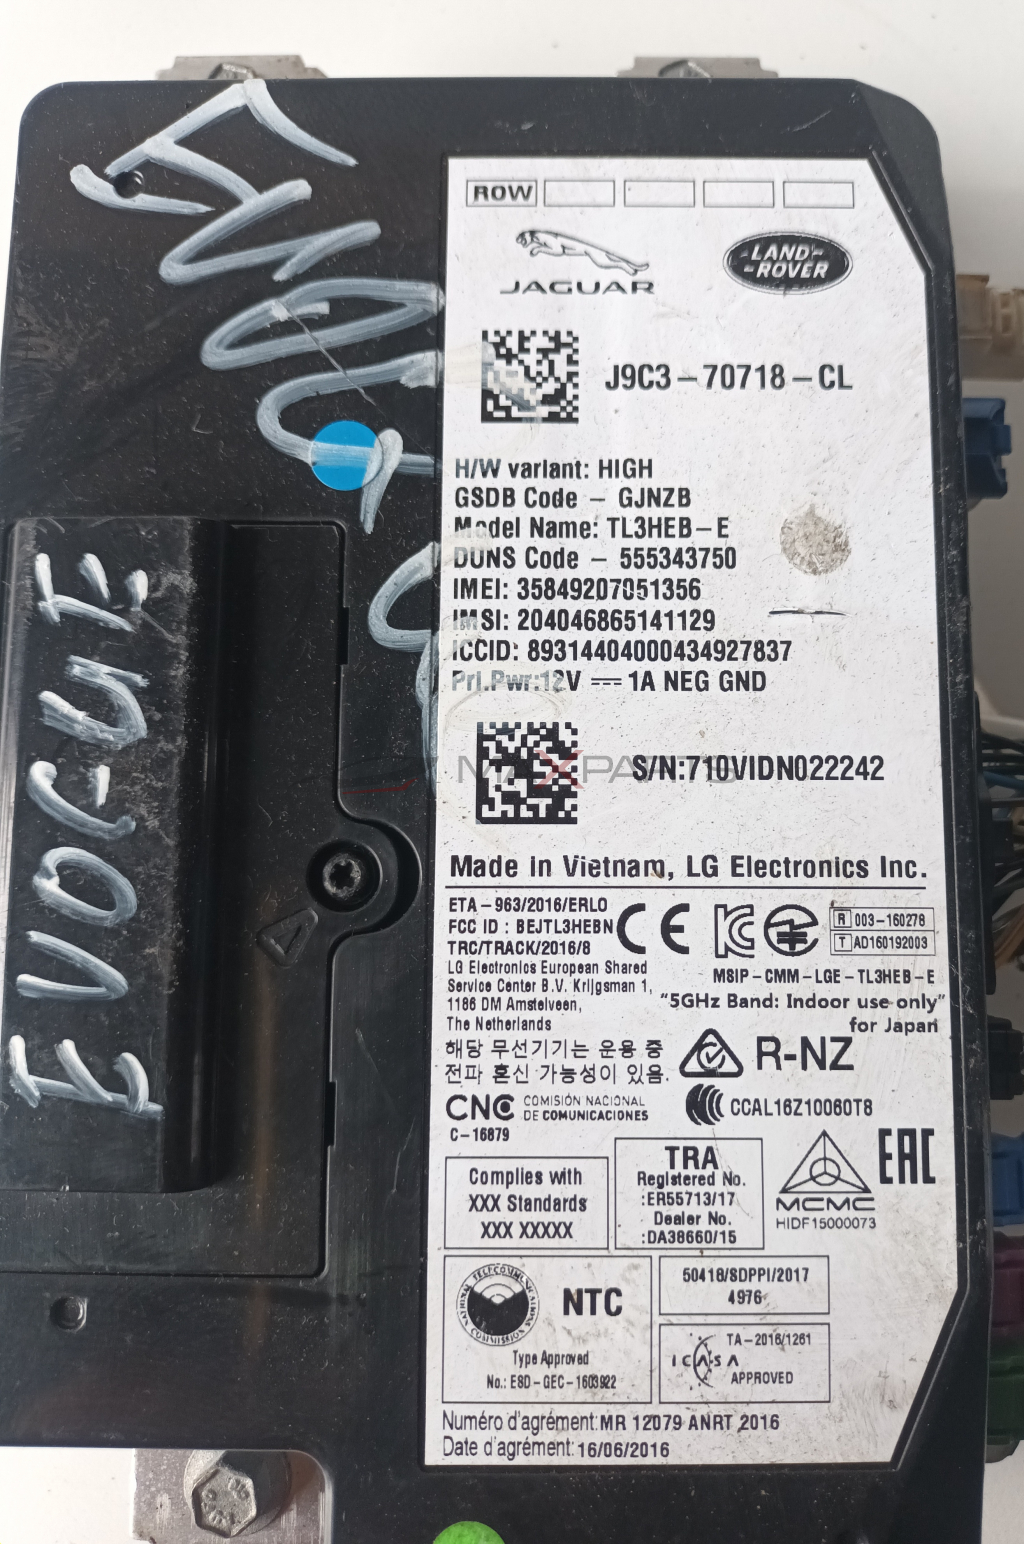 ROW
JAGUAR
LAND-
-ROVER
J9C3-70718-CL
H/W variant: HIGH
GSDB Code - GJNZB
Model Name: TL3HEB-E
DUNS Code - 555343750
IMEI: 35849207051356
IMSI: 204046865141129
ICCID: 89314404000434927837
Pri.Pwr:12V 1A NEG GND
MAXPARTS
S/N:710VIDN022242
Made in Vietnam, LG Electronics Inc.
ETA-963/2016/ERLO
FCC ID : BEJTL3HEBN
TRC/TRACK/2016/8
CE
R 003-160278
T AD160192003
LG Electronics European Shared
Service Center B.V. Krijgsman 1,
1186 DM Amstelveen,
The Netherlands
MSIP-CMM-LGE-TL3HEB-E
"5GHz Band: Indoor use only"
for Japan
해당 무선기기는 운용 중
전파 혼신 가능성이 있음.
R-NZ
CNC COMISIÓN NACIONAL
DE COMUNICACIONES
C-16879
CCAL16Z10060T8
Complies with
XXX Standards
XXX XXXXX
TRA
Registered No.
:ER55713/17
Dealer No.
:DA38660/15
MCMC
HIDF15000073
EAC
NATIONAL TELECOMMUNICATIONS COMMISSION
NTC
Type Approved
No.: ESD-GEC-1603922
50418/SDPPI/2017
4976
ICASA
TA-2016/1261
APPROVED
Numéro d'agrément: MR 12079 ANRT 2016
Date d'agrément: 16/06/2016
EVOGUE